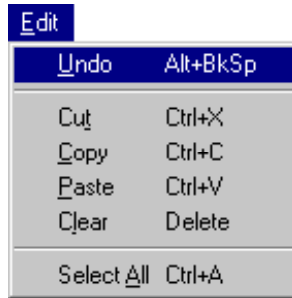 Edit
Undo Alt+BkSp
Cut Ctrl+X
Copy Ctrl+C
Paste Ctrl+V
Clear Delete
Select All Ctrl+A